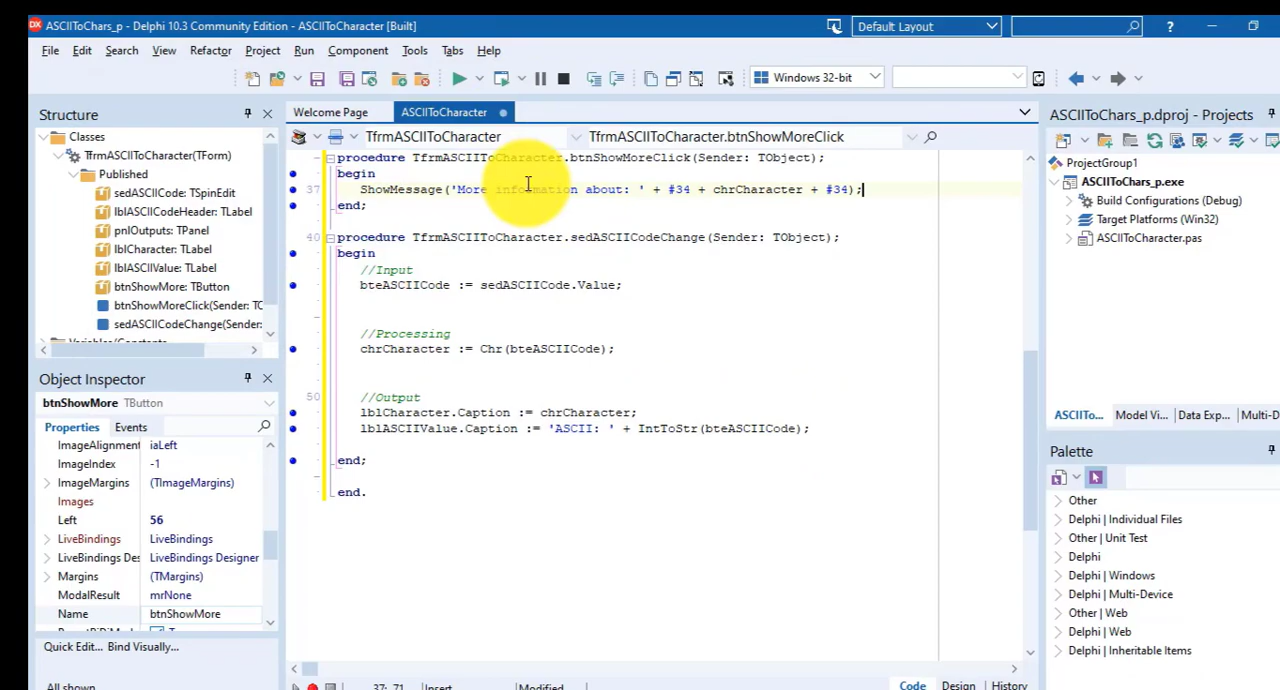 ASCIIToChars_p - Delphi 10.3 Community Edition - ASCIIToCharacter [Built]
Default Layout
File Edit Search View Refactor Project Run Component Tools Tabs Help
Windows 32-bit
Structure
Classes
TfrmASCIIToCharacter(TForm)
Published
sedASCIICode: TSpinEdit
lblASCIICodeHeader: TLabel
pnlOutputs: TPanel
lblCharacter: TLabel
lblASCIIValue: TLabel
btnShowMore: TButton
btnShowMoreClick(Sender: TC
sedASCIICodeChange(Sender:
Object Inspector
btnShowMore TButton
Properties Events
ImageAlignment iaLeft
ImageIndex -1
ImageMargins (TImageMargins)
Images
Left 56
LiveBindings LiveBindings
LiveBindings Des LiveBindings Designer
Margins (TMargins)
ModalResult mrNone
Name btnShowMore
Quick Edit... Bind Visually...
All shown
Welcome Page ASCIIToCharacter
TfrmASCIIToCharacter TfrmASCIIToCharacter.btnShowMoreClick
procedure TfrmASCIIToCharacter.btnShowMoreClick(Sender: TObject);
begin
37 ShowMessage('More information about: ' + #34 + chrCharacter + #34);
end;
40 procedure TfrmASCIIToCharacter.sedASCIICodeChange(Sender: TObject);
begin
//Input
bteASCIICode := sedASCIICode.Value;
//Processing
chrCharacter := Chr(bteASCIICode);
50 //Output
lblCharacter.Caption := chrCharacter;
lblASCIIValue.Caption := 'ASCII: ' + IntToStr(bteASCIICode);
end;
end.
37: 71 Insert Modified Code Design History
ASCIIToChars_p.dproj - Projects
ProjectGroup1
ASCIIToChars_p.exe
Build Configurations (Debug)
Target Platforms (Win32)
ASCIIToCharacter.pas
ASCIITo... Model Vi... Data Exp... Multi-D
Palette
Other
Delphi | Individual Files
Other | Unit Test
Delphi
Delphi | Windows
Delphi | Multi-Device
Other | Web
Delphi | Web
Delphi | Inheritable Items